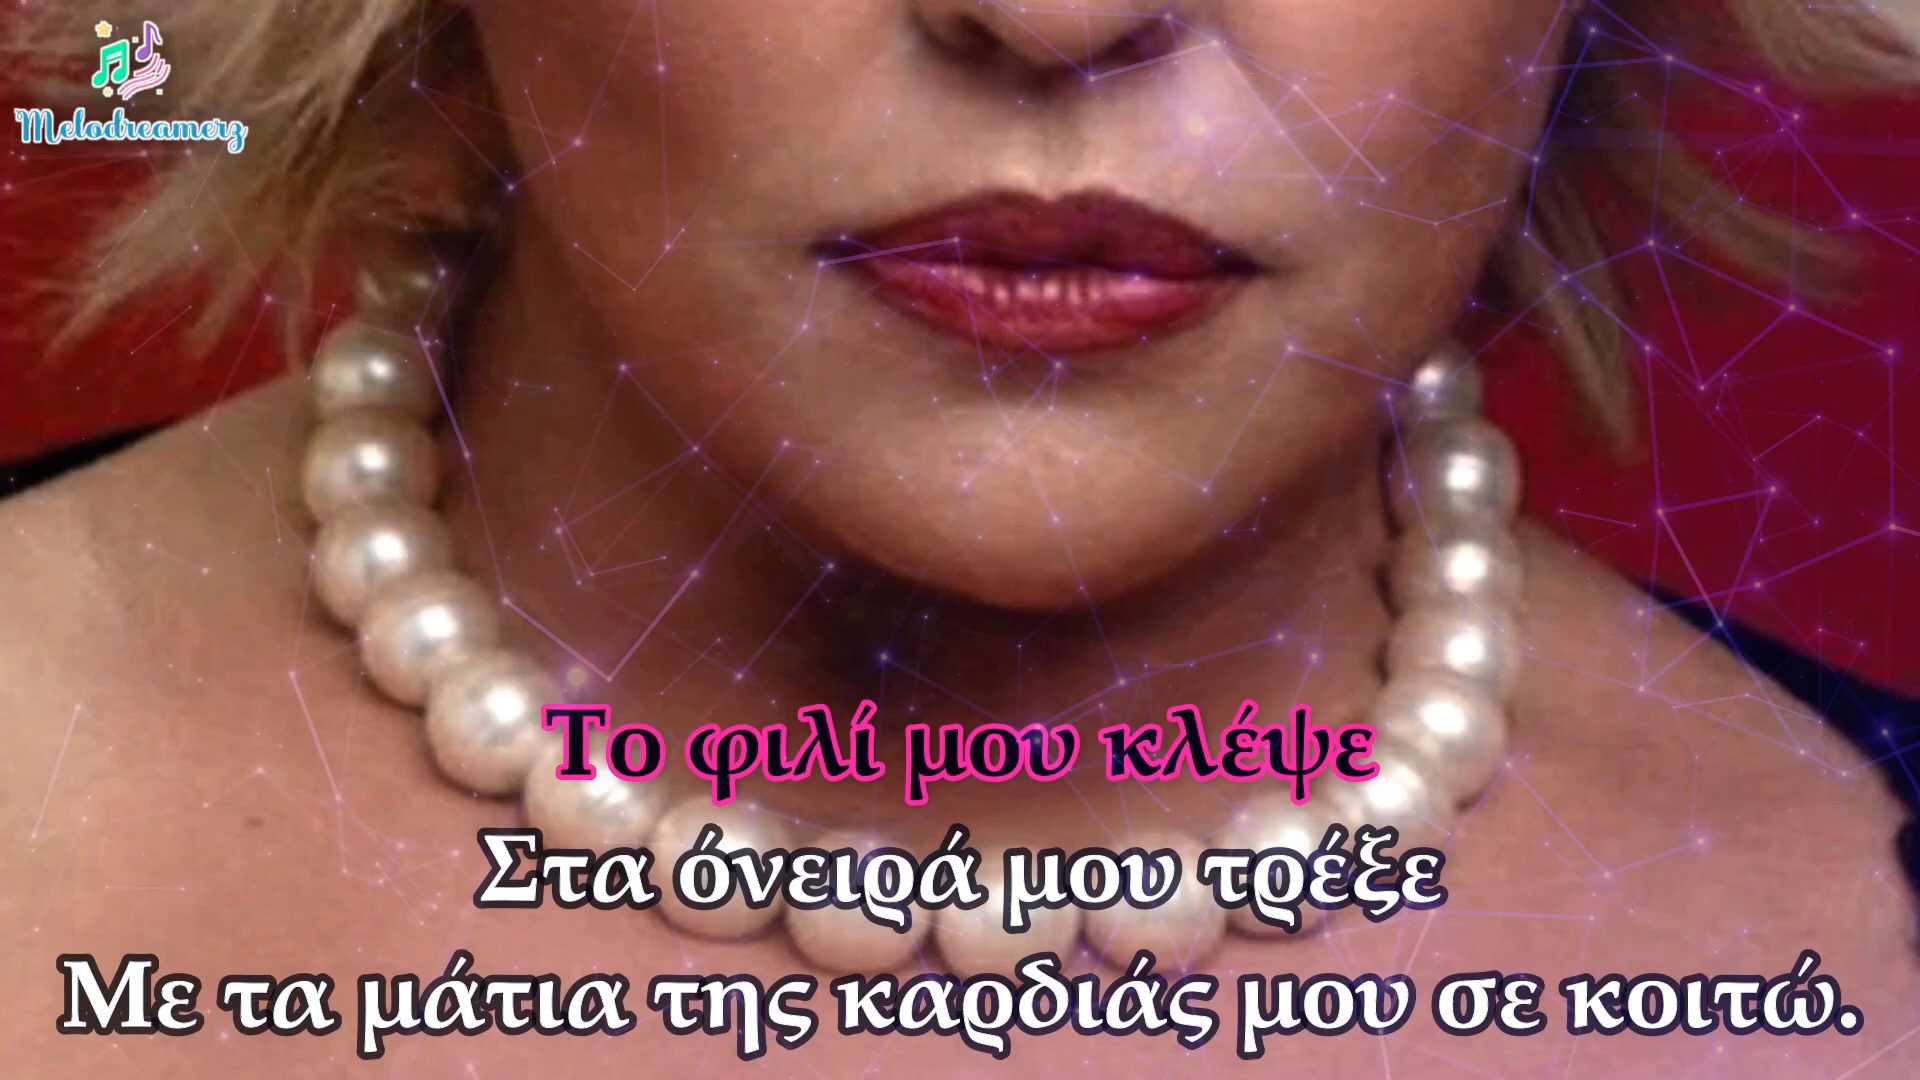 Melodreamerz
Το φιλί μου κλέψε
Στα όνειρά μου τρέξε
Με τα μάτια της καρδιάς μου σε κοιτώ.